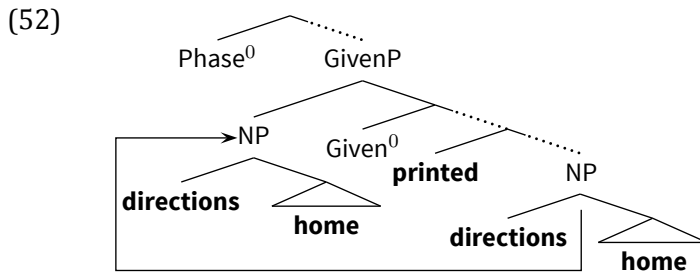 (52)
Phase⁰ GivenP
NP Given⁰ printed NP
directions home directions home